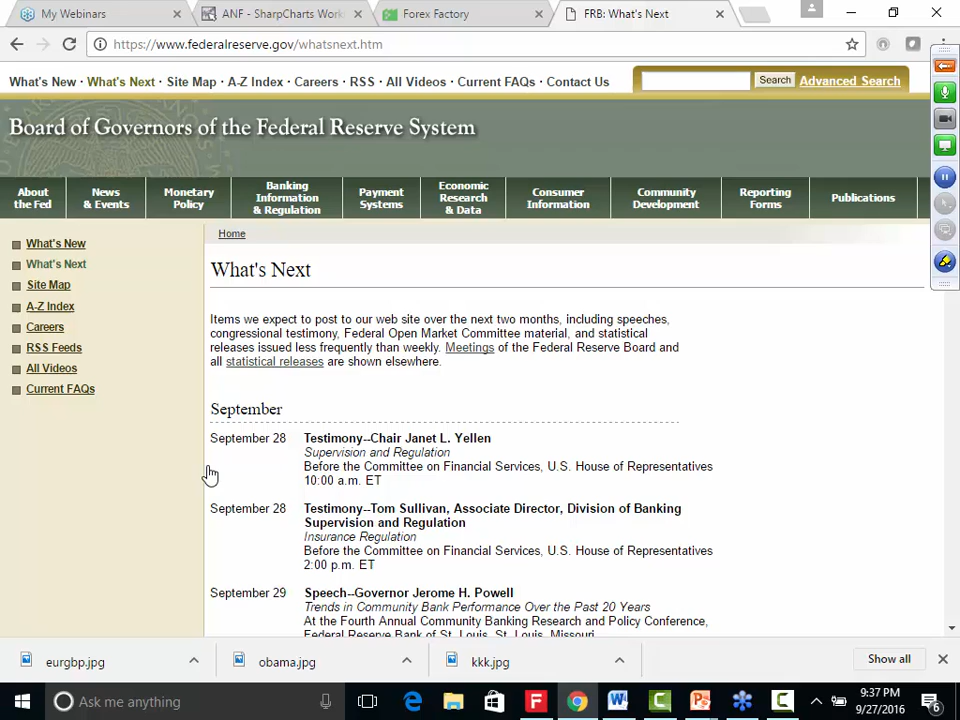 My Webinars
ANF - SharpCharts Work
Forex Factory
FRB: What's Next
https://www.federalreserve.gov/whatsnext.htm
What's New · What's Next · Site Map · A-Z Index · Careers · RSS · All Videos · Current FAQs · Contact Us
Search
Advanced Search
Board of Governors of the Federal Reserve System
About the Fed
News & Events
Monetary Policy
Banking Information & Regulation
Payment Systems
Economic Research & Data
Consumer Information
Community Development
Reporting Forms
Publications
What's New
What's Next
Site Map
A-Z Index
Careers
RSS Feeds
All Videos
Current FAQs
Home
What's Next
Items we expect to post to our web site over the next two months, including speeches,
congressional testimony, Federal Open Market Committee material, and statistical
releases issued less frequently than weekly. Meetings of the Federal Reserve Board and
all statistical releases are shown elsewhere.
September
September 28
Testimony--Chair Janet L. Yellen
Supervision and Regulation
Before the Committee on Financial Services, U.S. House of Representatives
10:00 a.m. ET
September 28
Testimony--Tom Sullivan, Associate Director, Division of Banking
Supervision and Regulation
Insurance Regulation
Before the Committee on Financial Services, U.S. House of Representatives
2:00 p.m. ET
September 29
Speech--Governor Jerome H. Powell
Trends in Community Bank Performance Over the Past 20 Years
At the Fourth Annual Community Banking Research and Policy Conference,
Federal Reserve Bank of St. Louis, St. Louis, Missouri
eurgbp.jpg
obama.jpg
kkk.jpg
Show all
Ask me anything
9:37 PM
9/27/2016
6